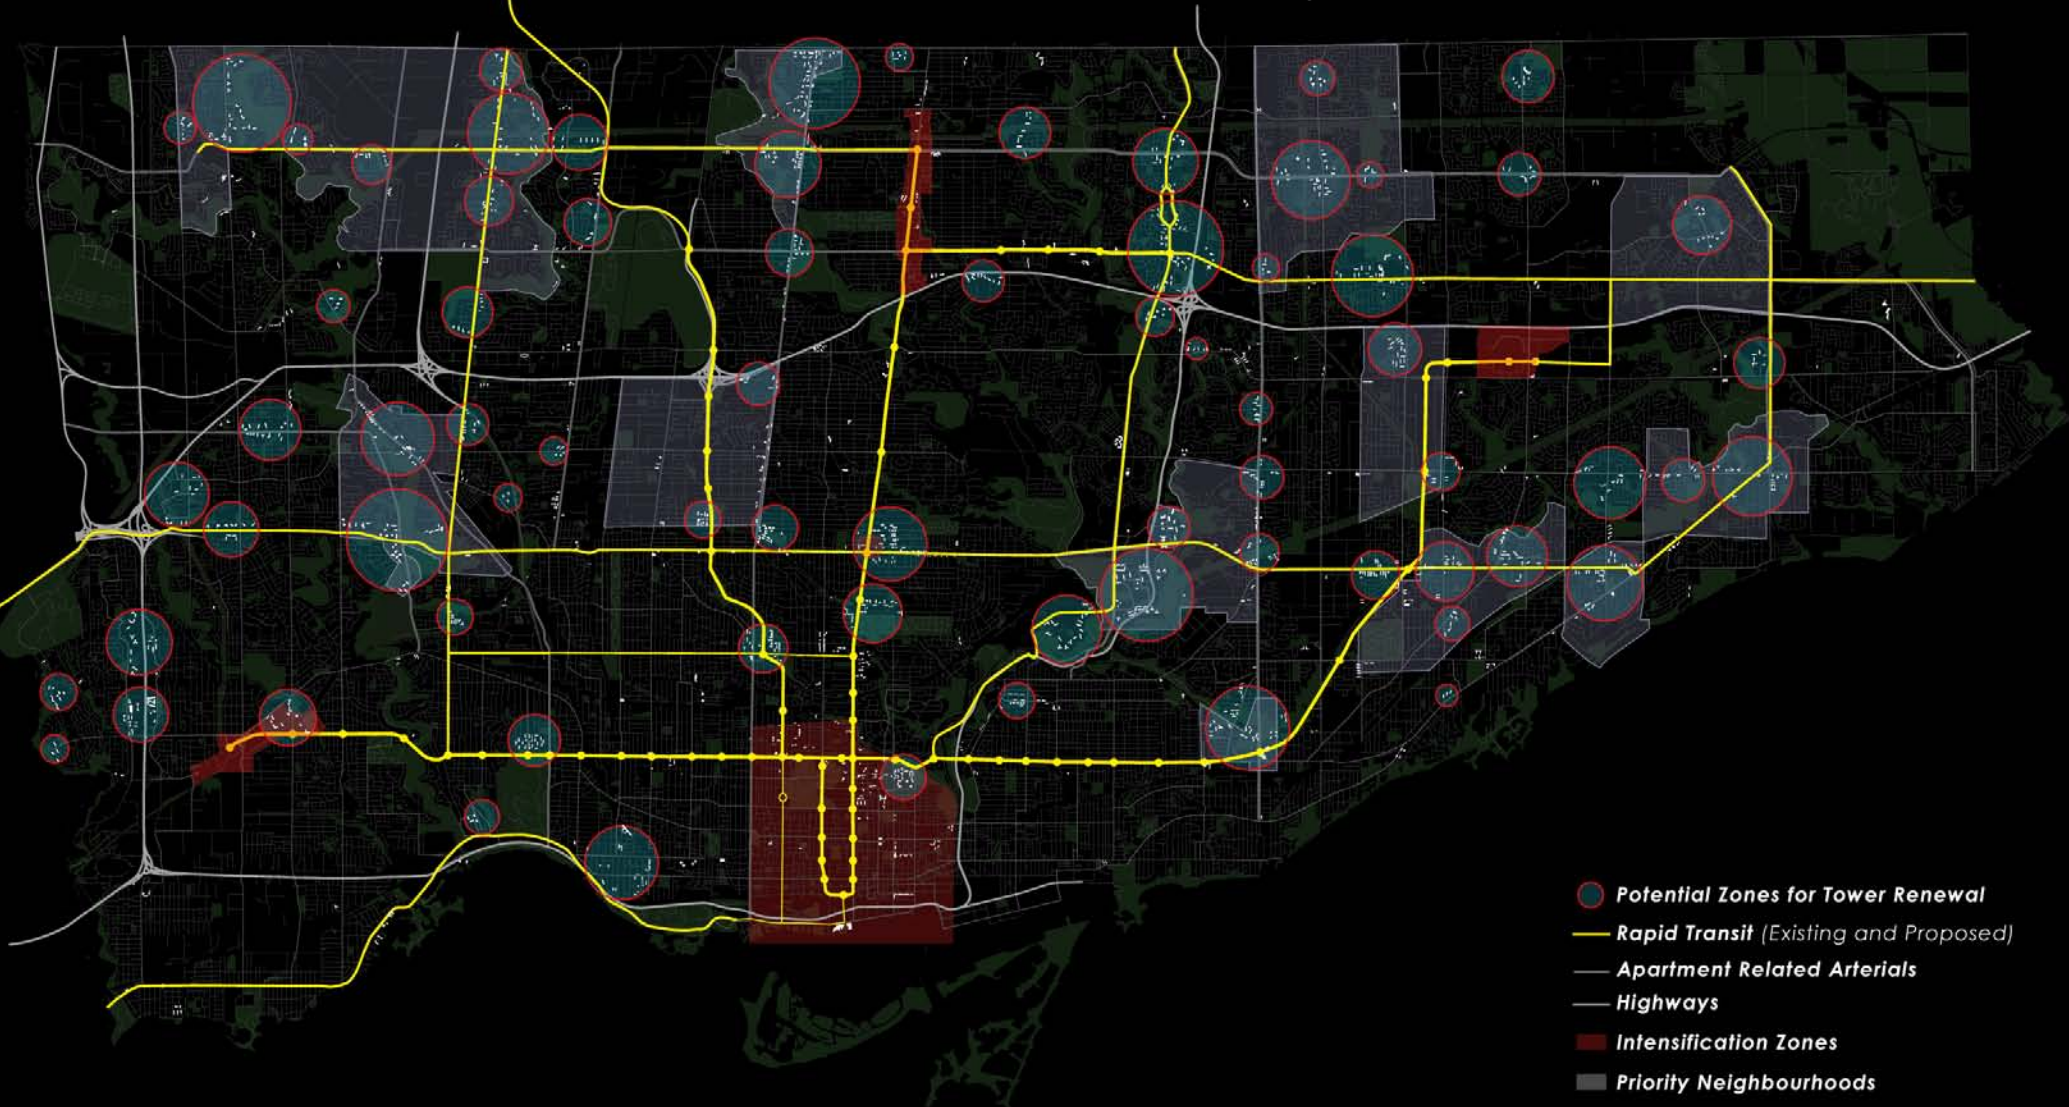 Potential Zones for Tower Renewal
Rapid Transit (Existing and Proposed)
Apartment Related Arterials
Highways
Intensification Zones
Priority Neighbourhoods